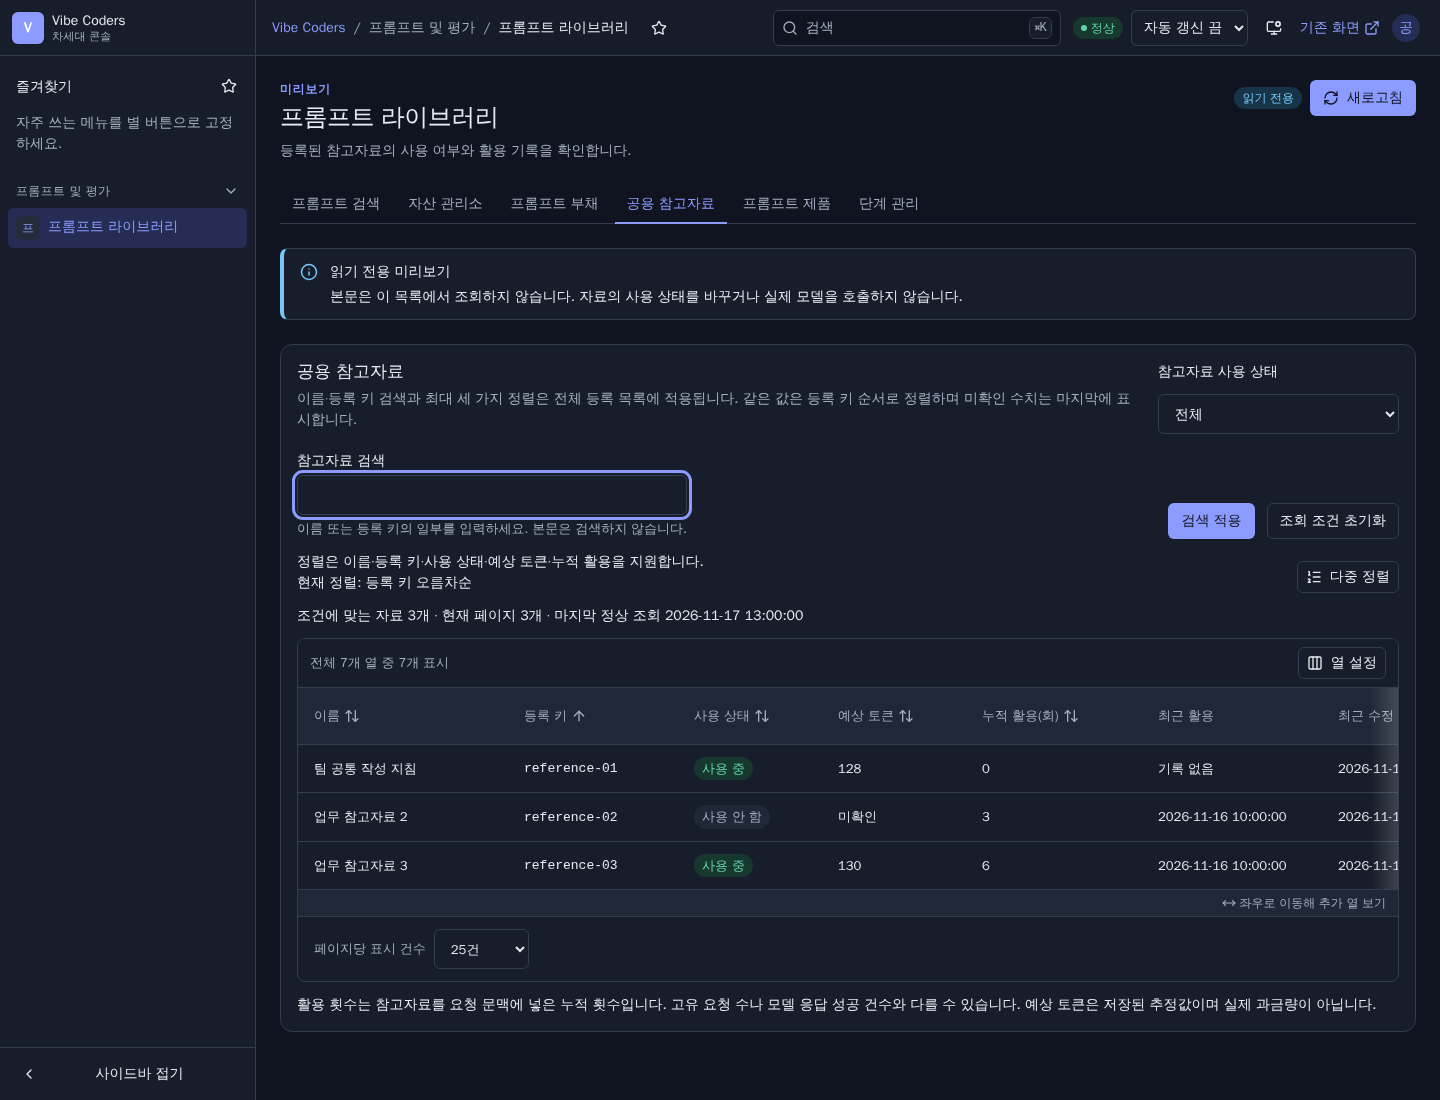 V
Vibe Coders
차세대 콘솔
Vibe Coders / 프롬프트 및 평가 / 프롬프트 라이브러리
검색
⌘K
정상
자동 갱신 끔
기존 화면
공
즐겨찾기
자주 쓰는 메뉴를 별 버튼으로 고정
하세요.
프롬프트 및 평가
프 프롬프트 라이브러리
미리보기
프롬프트 라이브러리
등록된 참고자료의 사용 여부와 활용 기록을 확인합니다.
읽기 전용
새로고침
프롬프트 검색
자산 관리소
프롬프트 부채
공용 참고자료
프롬프트 제품
단계 관리
읽기 전용 미리보기
본문은 이 목록에서 조회하지 않습니다. 자료의 사용 상태를 바꾸거나 실제 모델을 호출하지 않습니다.
공용 참고자료
이름·등록 키 검색과 최대 세 가지 정렬은 전체 등록 목록에 적용됩니다. 같은 값은 등록 키 순서로 정렬하며 미확인 수치는 마지막에 표
시합니다.
참고자료 사용 상태
전체
참고자료 검색
이름 또는 등록 키의 일부를 입력하세요. 본문은 검색하지 않습니다.
검색 적용
조회 조건 초기화
정렬은 이름·등록 키·사용 상태·예상 토큰·누적 활용을 지원합니다.
현재 정렬: 등록 키 오름차순
다중 정렬
조건에 맞는 자료 3개 · 현재 페이지 3개 · 마지막 정상 조회 2026-11-17 13:00:00
전체 7개 열 중 7개 표시
열 설정
이름 등록 키 사용 상태 예상 토큰 누적 활용(회) 최근 활용 최근 수정
팀 공통 작성 지침 reference-01 사용 중 128 0 기록 없음 2026-11-1
업무 참고자료 2 reference-02 사용 안 함 미확인 3 2026-11-16 10:00:00 2026-11-1
업무 참고자료 3 reference-03 사용 중 130 6 2026-11-16 10:00:00 2026-11-1
↔ 좌우로 이동해 추가 열 보기
페이지당 표시 건수
25건
활용 횟수는 참고자료를 요청 문맥에 넣은 누적 횟수입니다. 고유 요청 수나 모델 응답 성공 건수와 다를 수 있습니다. 예상 토큰은 저장된 추정값이며 실제 과금량이 아닙니다.
사이드바 접기